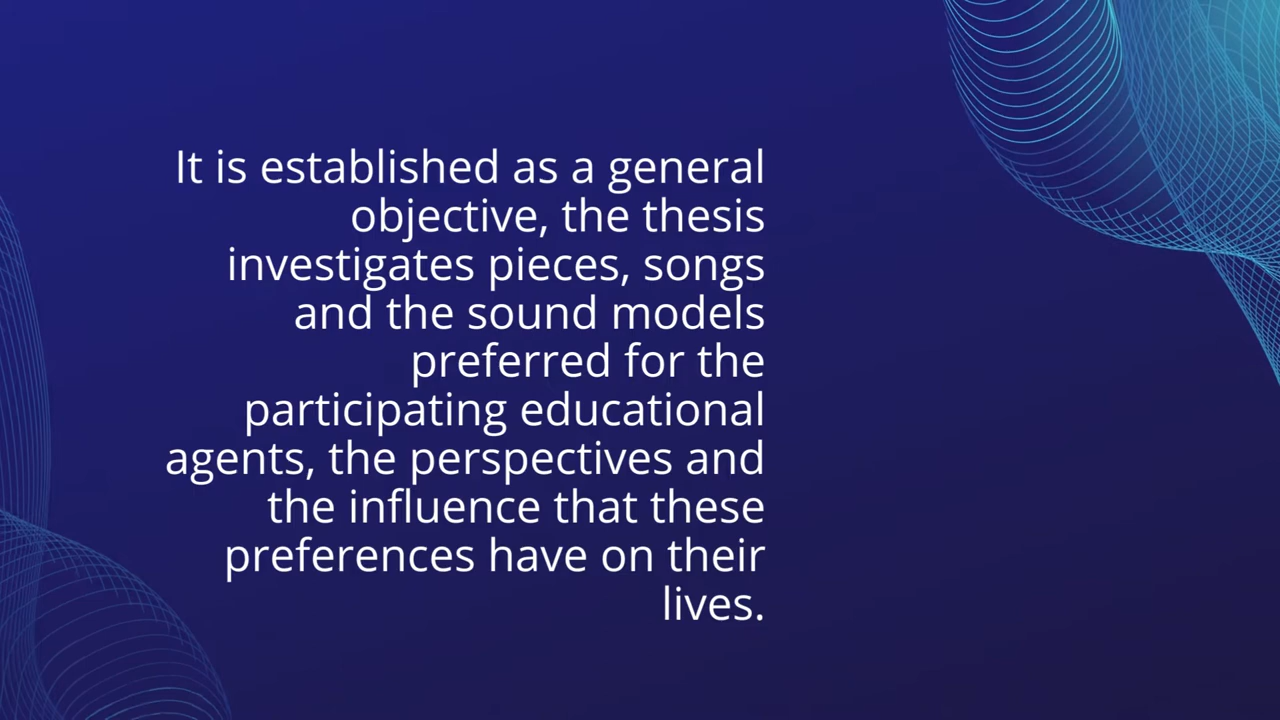 It is established as a general
objective, the thesis
investigates pieces, songs
and the sound models
preferred for the
participating educational
agents, the perspectives and
the influence that these
preferences have on their
lives.